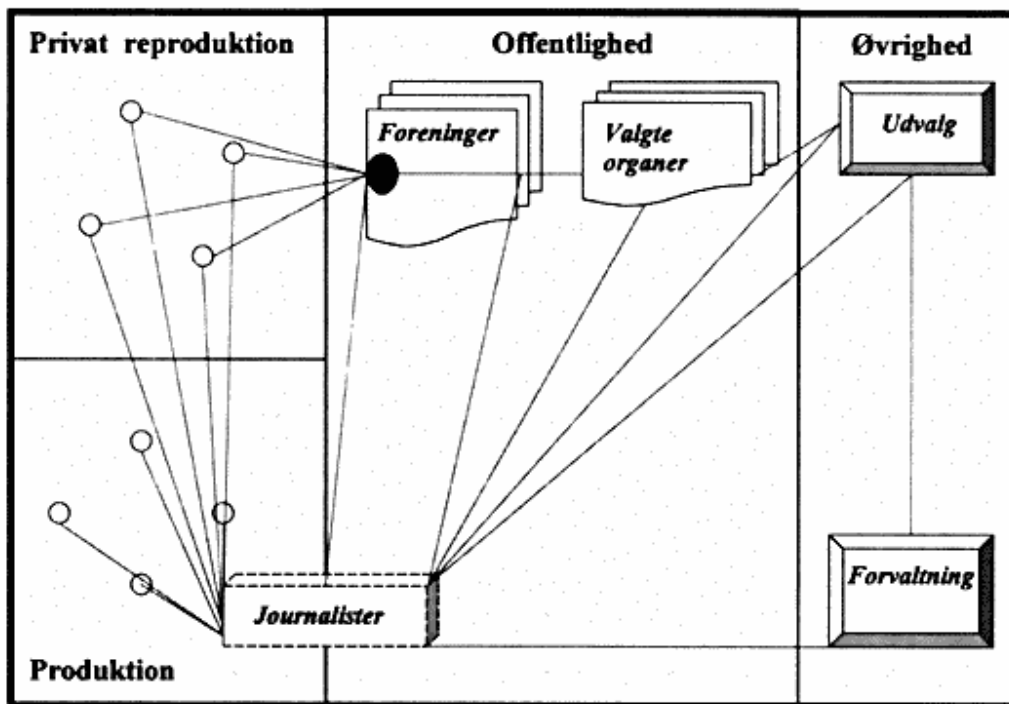 Privat reproduktion
Offentlighed
Øvrighed
Foreninger
Valgte
organer
Udvalg
Journalister
Forvaltning
Produktion